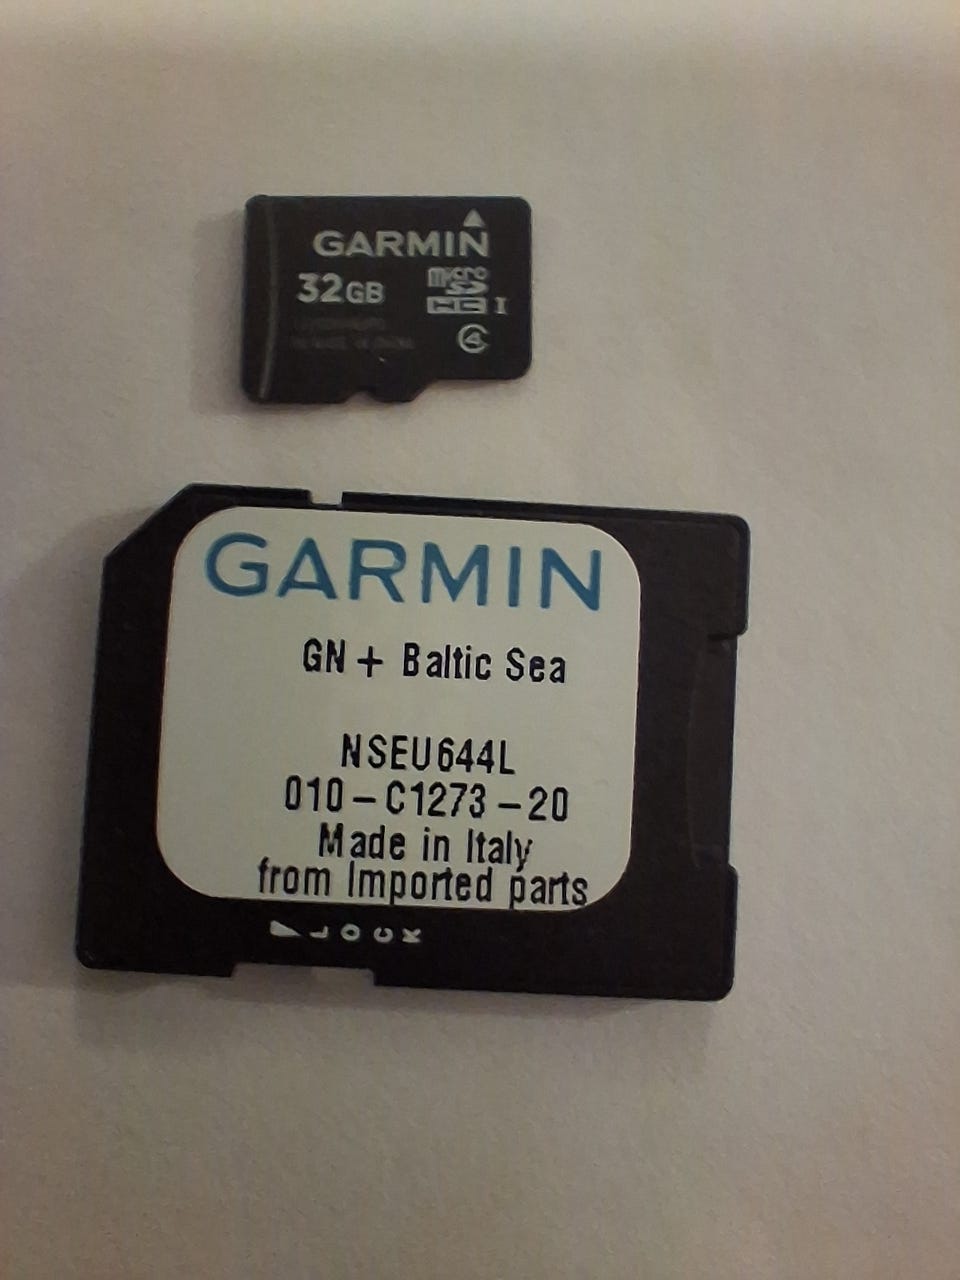 GARMIN
32GB
micro
SD
HC I
4
GARMIN
GN + Baltic Sea
NSEU644L
010-C1273-20
Made in Italy
from Imported parts
LOCK